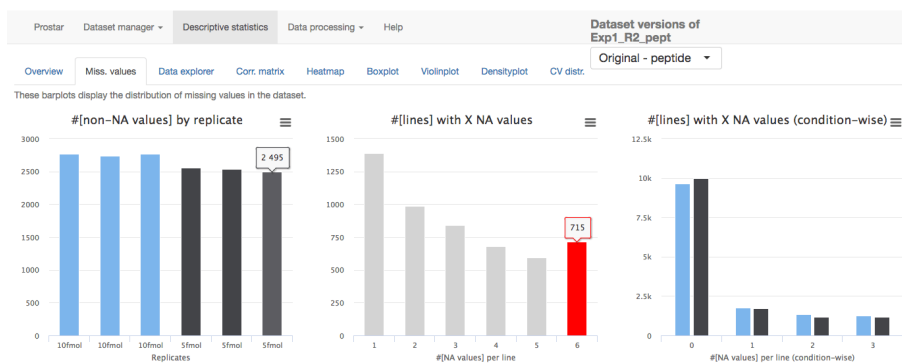 Prostar Dataset manager Descriptive statistics Data processing Help
Dataset versions of
Exp1_R2_pept
Original - peptide
Overview Miss. values Data explorer Corr. matrix Heatmap Boxplot Violinplot Densityplot CV distr.
These barplots display the distribution of missing values in the dataset.
#[non-NA values] by replicate
3000
2500
2000
1500
1000
500
0
2 495
10fmol 10fmol 10fmol 5fmol 5fmol 5fmol
Replicates
#[lines] with X NA values
1500
1250
1000
750
500
250
0
715
1 2 3 4 5 6
#[NA values] per line
#[lines] with X NA values (condition-wise)
12.5k
10k
7.5k
5k
2.5k
0
0 1 2 3
#[NA values] per line (condition-wise)